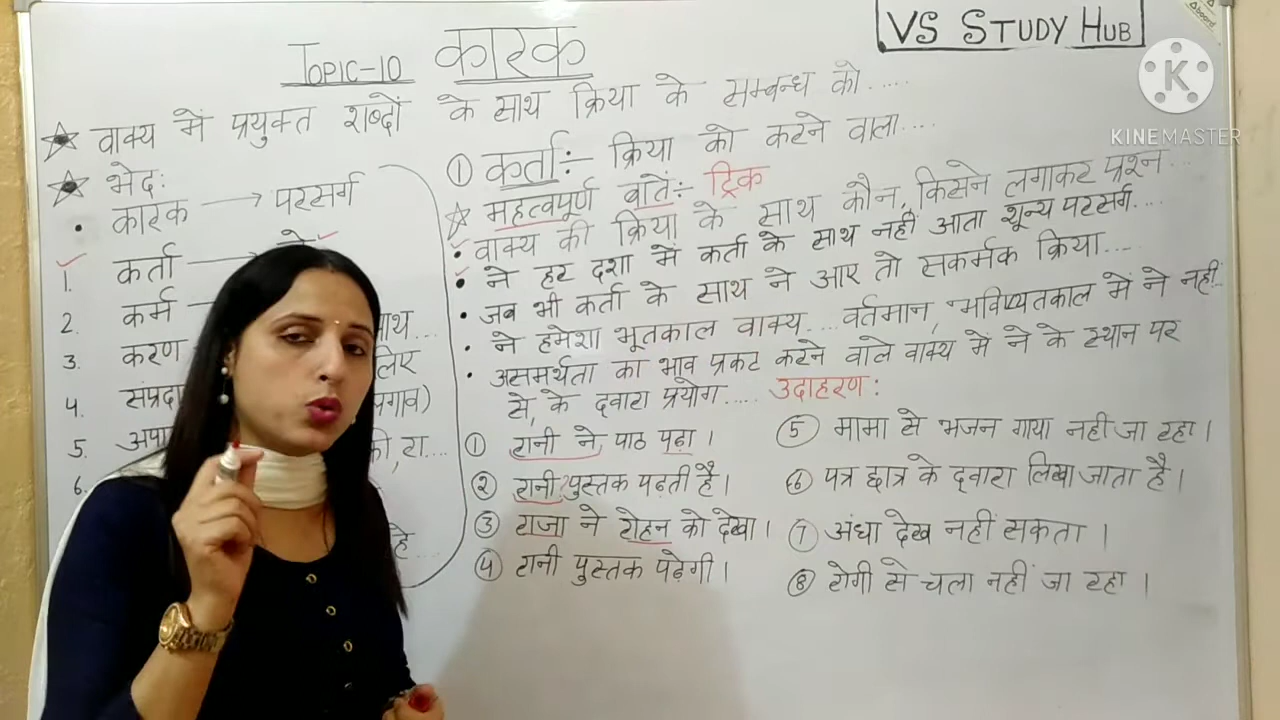 VS STUDY HUB
KINEMASTER
TOPIC-10 कारक
वाक्य में प्रयुक्त शब्दों के साथ क्रिया के सम्बन्ध को.....
भेद:
• कारक → परसर्ग
1. कर्ता → ने
2. कर्म →
3. करण
4.
5.
6.
साथ...
लिए
की, रा....
हे...
① कर्ता:- क्रिया को करने वाला....
महत्वपूर्ण बातें:- ट्रिक
• वाक्य की क्रिया के साथ कौन, किसने लगाकर प्रश्न...
• ने हर दशा में कर्ता के साथ नहीं आता शून्य परसर्ग....
• जब भी कर्ता के साथ ने आए तो सकर्मक क्रिया....
• ने हमेशा भूतकाल वाक्य.... वर्तमान, भविष्यतकाल में ने नहीं..
• असमर्थता का भाव प्रकट करने वाले वाक्य में ने के स्थान पर
से, के द्वारा प्रयोग..... उदाहरण:
① रानी ने पाठ पढ़ा।
② रानी पुस्तक पढ़ती है।
③ राजा ने रोहन को देखा।
④ रानी पुस्तक पढ़ेगी।
⑤ मामा से भजन गाया नहीं जा रहा।
⑥ पत्र छात्र के द्वारा लिखा जाता है।
⑦ अंधा देख नहीं सकता।
⑧ रोगी से चला नहीं जा रहा।